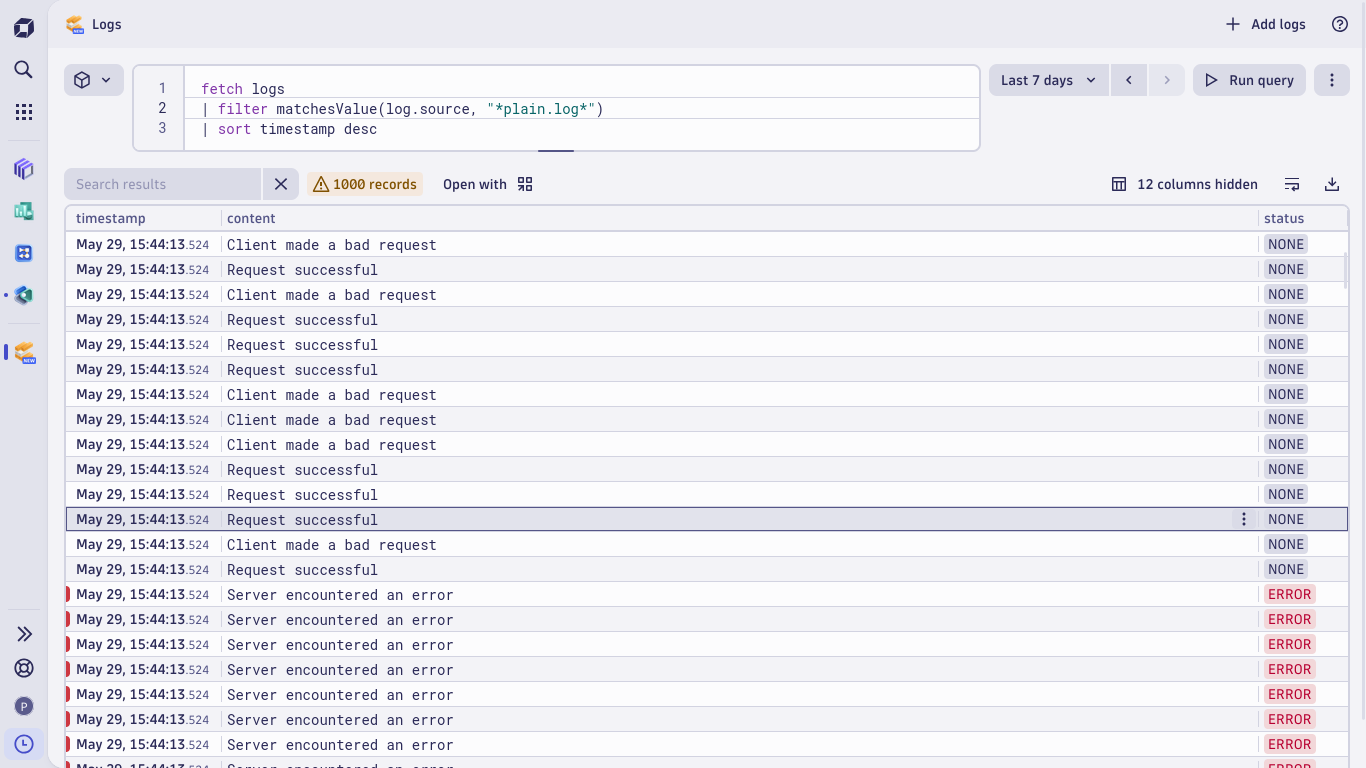 Logs
Add logs
1 fetch logs
2 | filter matchesValue(log.source, "*plain.log*")
3 | sort timestamp desc
Last 7 days
Run query
Search results
1000 records
Open with
12 columns hidden
timestamp content status
May 29, 15:44:13.524 Client made a bad request NONE
May 29, 15:44:13.524 Request successful NONE
May 29, 15:44:13.524 Client made a bad request NONE
May 29, 15:44:13.524 Request successful NONE
May 29, 15:44:13.524 Request successful NONE
May 29, 15:44:13.524 Request successful NONE
May 29, 15:44:13.524 Client made a bad request NONE
May 29, 15:44:13.524 Client made a bad request NONE
May 29, 15:44:13.524 Client made a bad request NONE
May 29, 15:44:13.524 Request successful NONE
May 29, 15:44:13.524 Request successful NONE
May 29, 15:44:13.524 Request successful NONE
May 29, 15:44:13.524 Client made a bad request NONE
May 29, 15:44:13.524 Request successful NONE
May 29, 15:44:13.524 Server encountered an error ERROR
May 29, 15:44:13.524 Server encountered an error ERROR
May 29, 15:44:13.524 Server encountered an error ERROR
May 29, 15:44:13.524 Server encountered an error ERROR
May 29, 15:44:13.524 Server encountered an error ERROR
May 29, 15:44:13.524 Server encountered an error ERROR
May 29, 15:44:13.524 Server encountered an error ERROR
May 29, 15:44:13.524 Server encountered an error ERROR
NEW
NEW
P